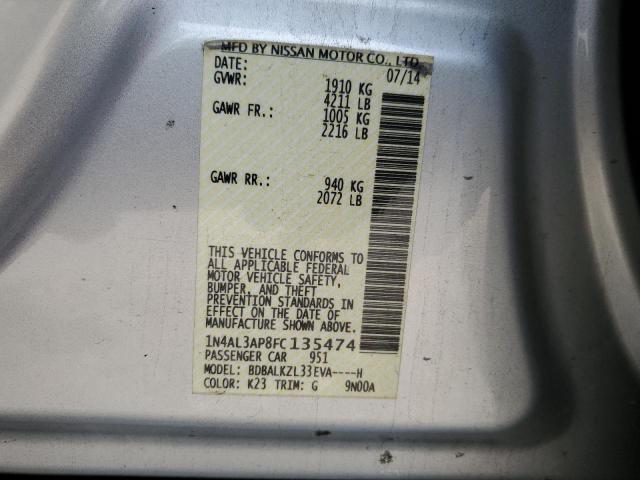 MFD BY NISSAN MOTOR CO., LTD.
DATE: 07/14
GVWR: 1910 KG
4211 LB
GAWR FR.: 1005 KG
2216 LB
GAWR RR.: 940 KG
2072 LB
THIS VEHICLE CONFORMS TO
ALL APPLICABLE FEDERAL
MOTOR VEHICLE SAFETY,
BUMPER, AND THEFT
PREVENTION STANDARDS IN
EFFECT ON THE DATE OF
MANUFACTURE SHOWN ABOVE.
1N4AL3AP8FC135474
PASSENGER CAR 951
MODEL: BDBALKZL33EVA----H
COLOR: K23 TRIM: G 9N00A